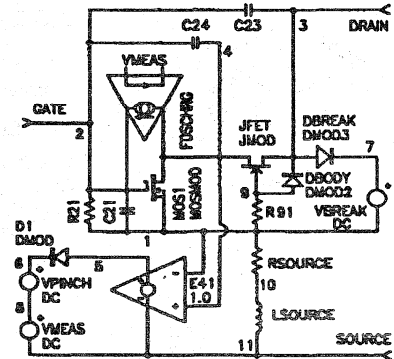 C24 C23
4 3
DRAIN
VMEAS
FDSCHRG
GATE
2
JFET DBREAK
JMOD DMOD3
7
DBODY
DMOD2
9
R21 C21 MOS1
MOSMOD
R91 VBREAK
DC
D1
DMOD
1
6 5
E41
1.0
RSOURCE
10
VPINCH
DC
8
LSOURCE
VMEAS
DC
11
SOURCE